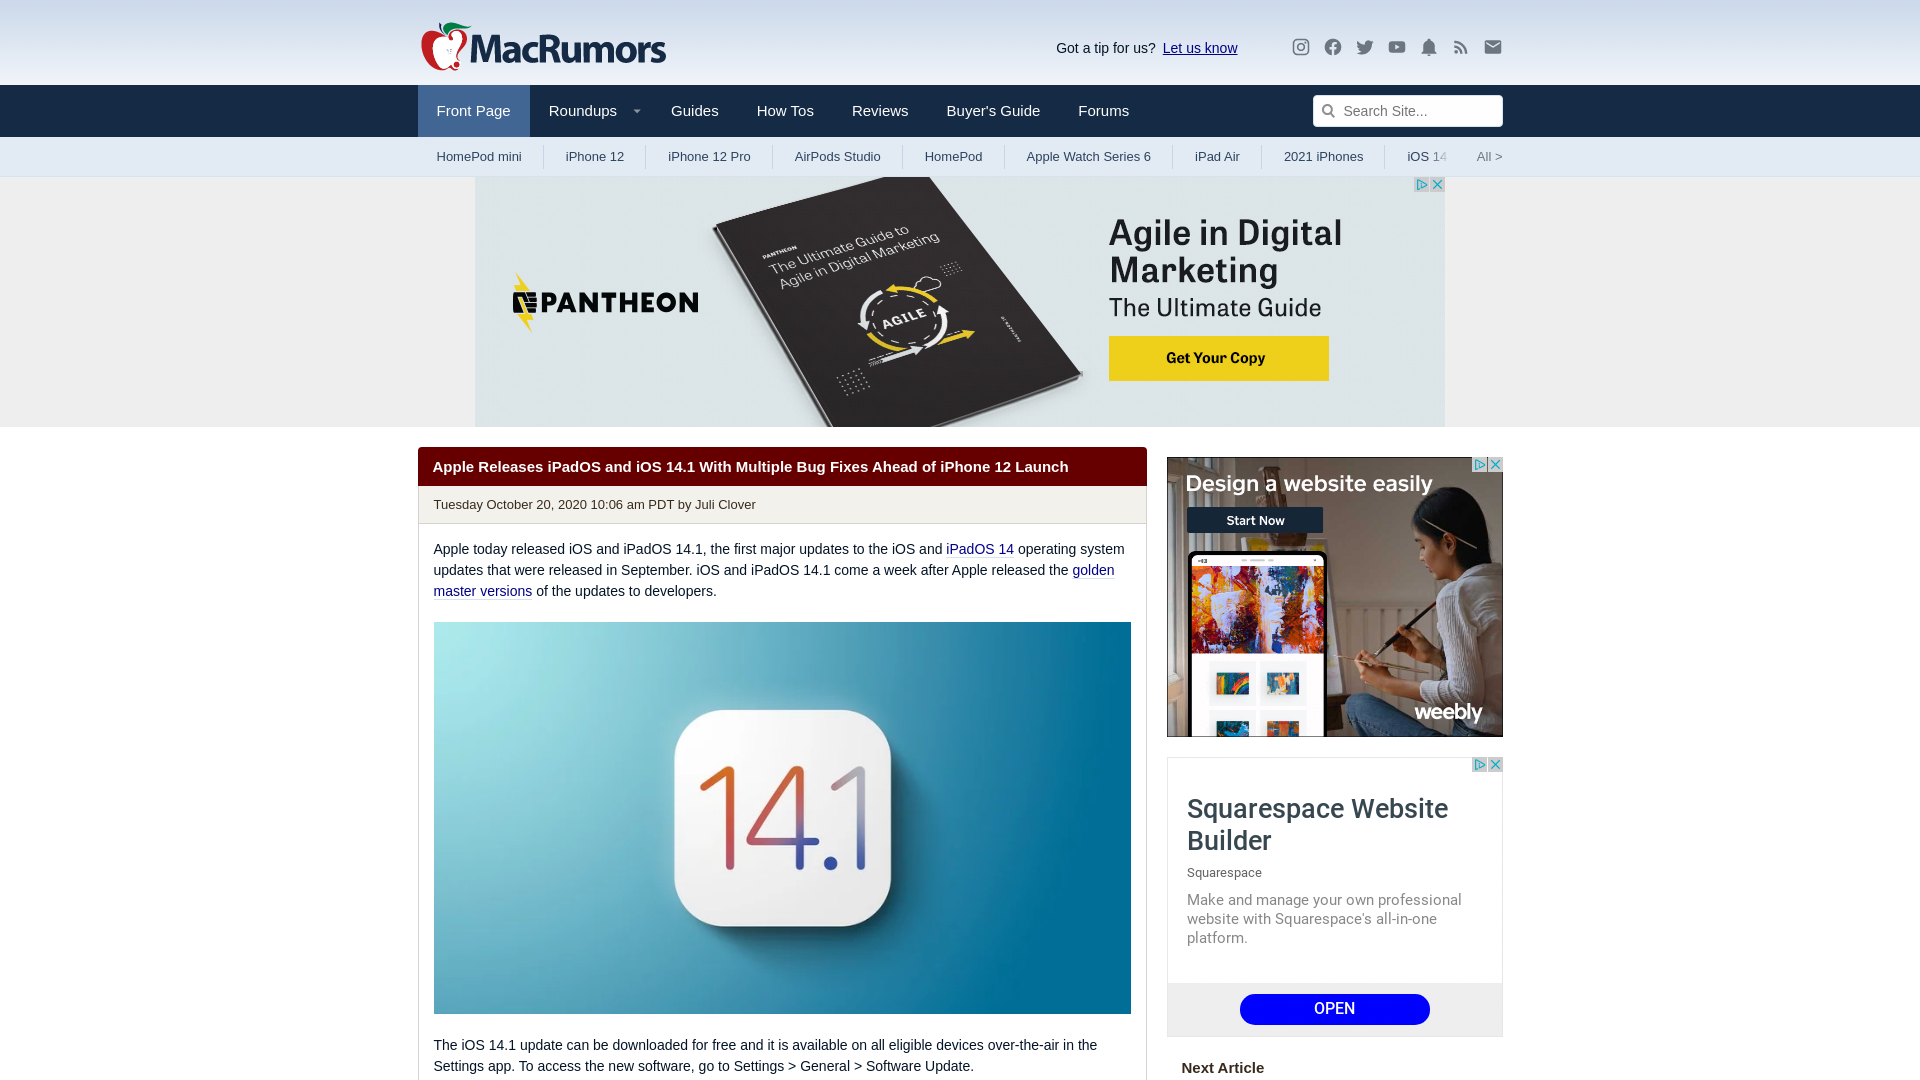 MacRumors
Got a tip for us? Let us know
Front Page
Roundups
Guides
How Tos
Reviews
Buyer's Guide
Forums
Search Site...
HomePod mini
iPhone 12
iPhone 12 Pro
AirPods Studio
HomePod
Apple Watch Series 6
iPad Air
2021 iPhones
iOS 14
All >
PANTHEON
PANTHEON
The Ultimate Guide to
Agile in Digital Marketing
AGILE
Agile in Digital
Marketing
The Ultimate Guide
Get Your Copy
Apple Releases iPadOS and iOS 14.1 With Multiple Bug Fixes Ahead of iPhone 12 Launch
Tuesday October 20, 2020 10:06 am PDT by Juli Clover
Apple today released iOS and iPadOS 14.1, the first major updates to the iOS and iPadOS 14 operating system
updates that were released in September. iOS and iPadOS 14.1 come a week after Apple released the golden
master versions of the updates to developers.
14.1
The iOS 14.1 update can be downloaded for free and it is available on all eligible devices over-the-air in the
Settings app. To access the new software, go to Settings > General > Software Update.
Design a website easily
Start Now
weebly
Squarespace Website
Builder
Squarespace
Make and manage your own professional
website with Squarespace's all-in-one
platform.
OPEN
Next Article